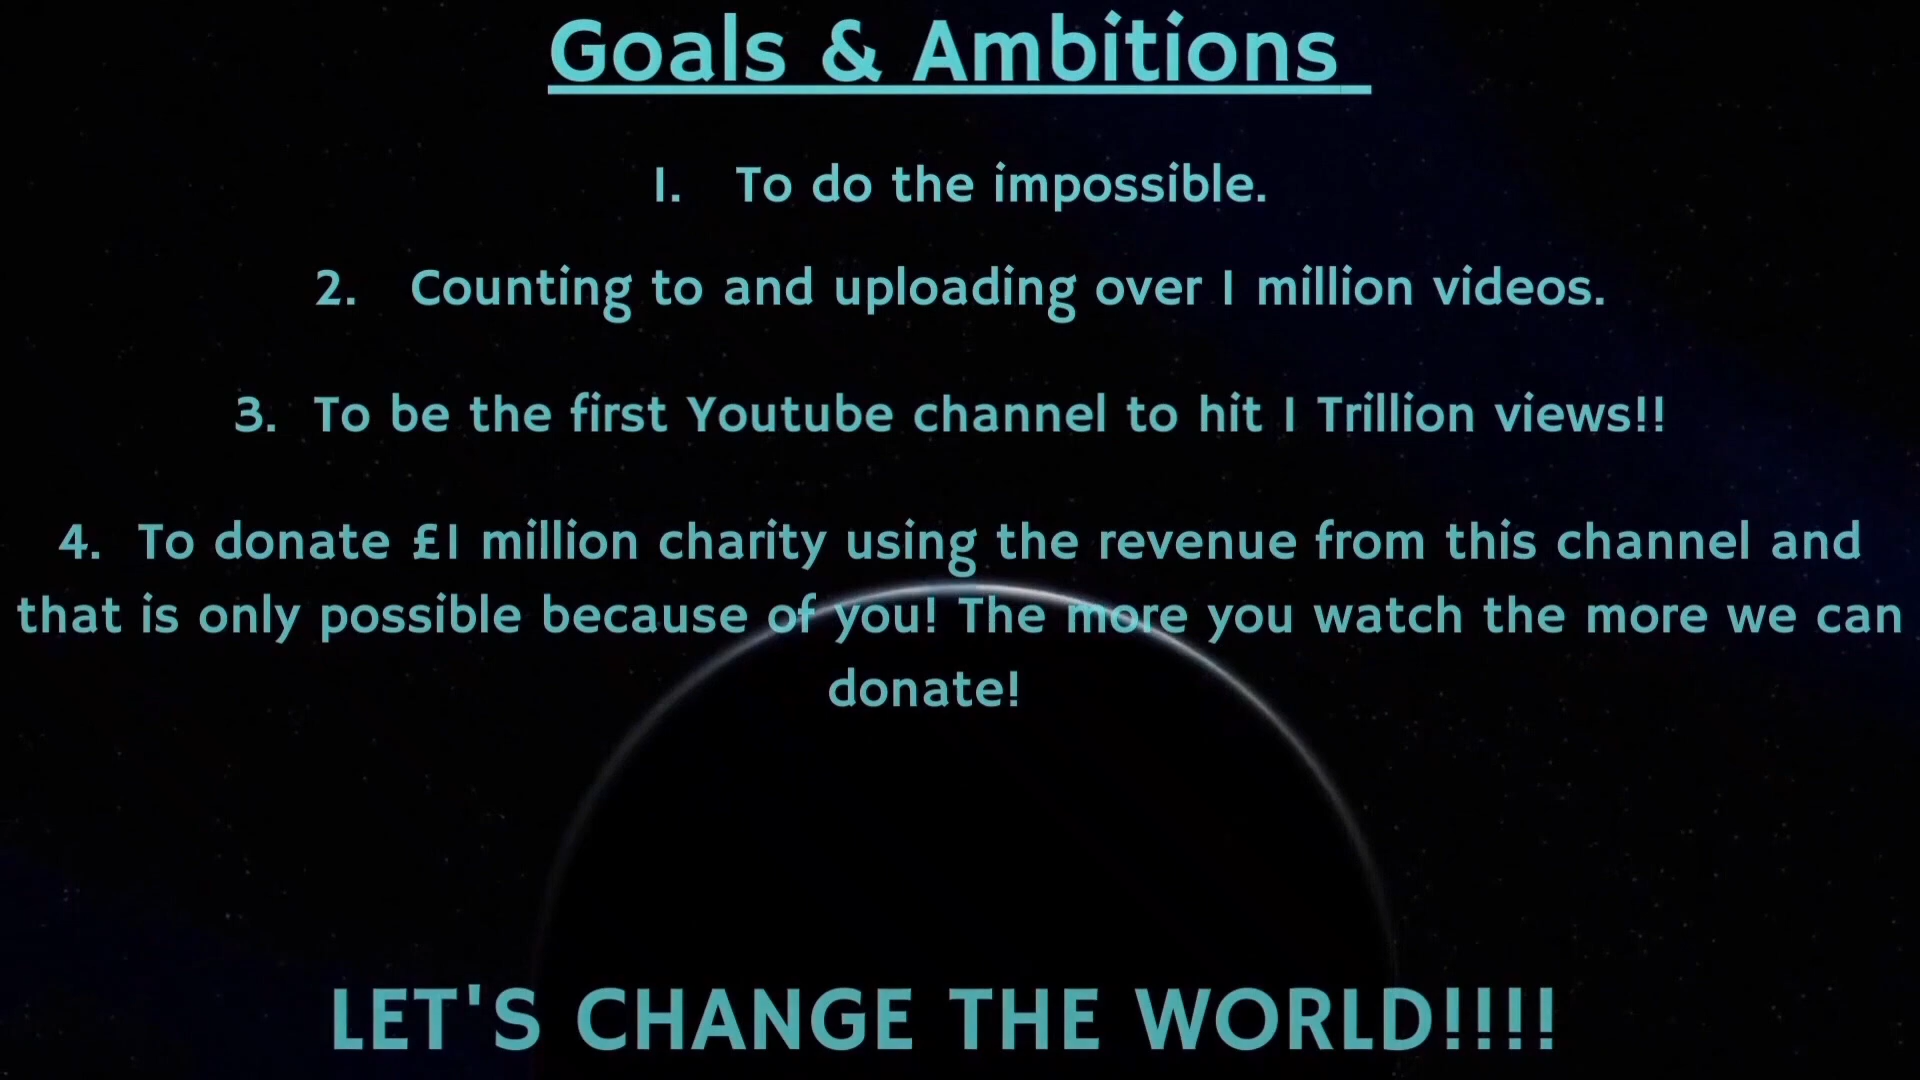 Goals & Ambitions
1. To do the impossible.
2. Counting to and uploading over 1 million videos.
3. To be the first Youtube channel to hit 1 Trillion views!!
4. To donate £1 million charity using the revenue from this channel and
that is only possible because of you! The more you watch the more we can
donate!
LET'S CHANGE THE WORLD!!!!